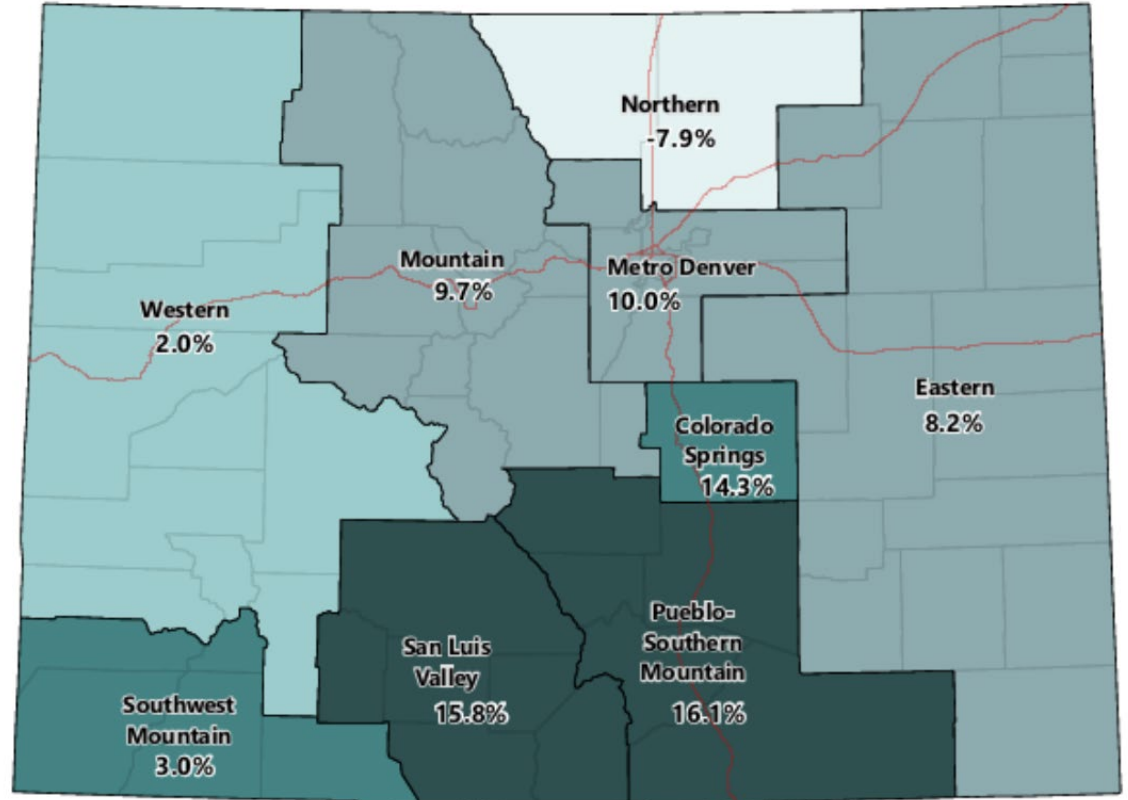 Northern
-7.9%
Mountain
9.7%
Metro Denver
10.0%
Western
2.0%
Eastern
8.2%
Colorado
Springs
14.3%
San Luis
Valley
15.8%
Pueblo-
Southern
Mountain
16.1%
Southwest
Mountain
3.0%